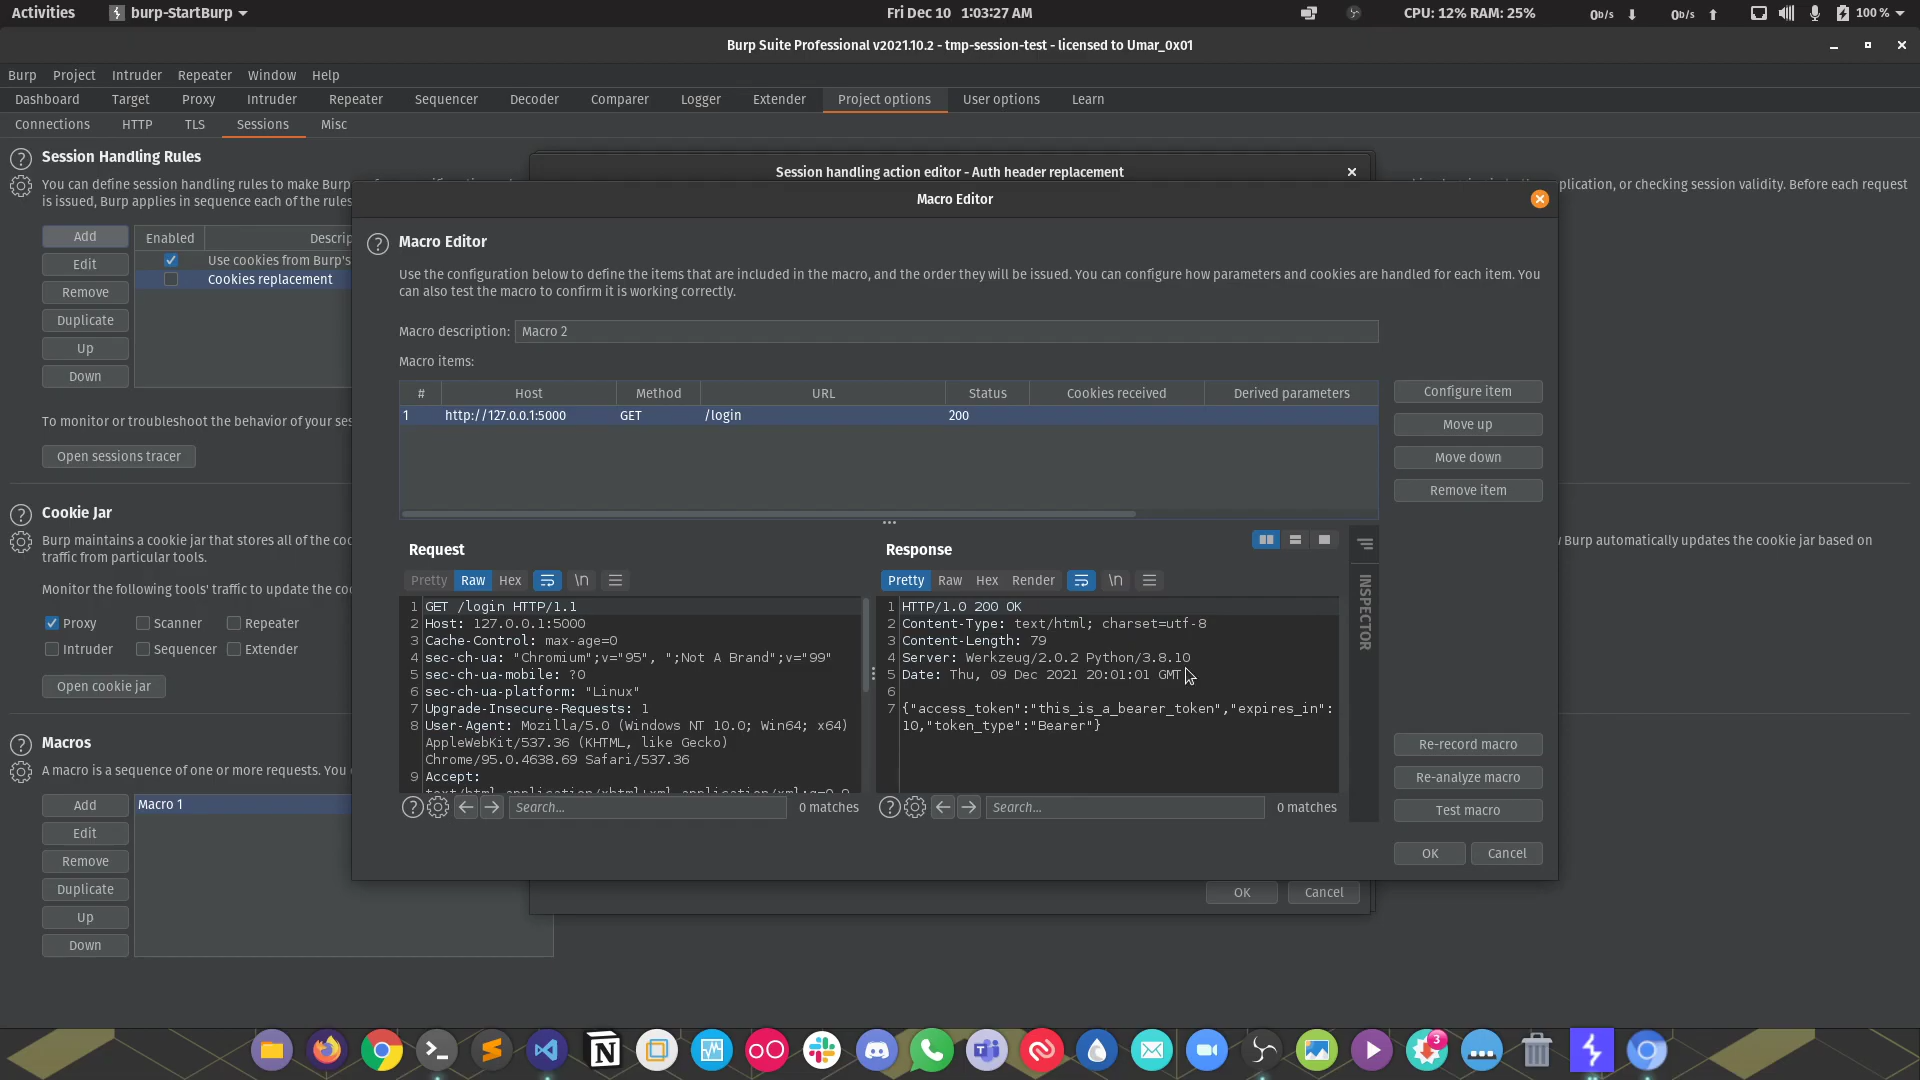 Activities
burp-StartBurp
Fri Dec 10 1:03:27 AM
CPU: 12% RAM: 25%
0b/s
0b/s
100 %
Burp Suite Professional v2021.10.2 - tmp-session-test - licensed to Umar_0x01
Burp Project Intruder Repeater Window Help
Dashboard Target Proxy Intruder Repeater Sequencer Decoder Comparer Logger Extender Project options User options Learn
Connections HTTP TLS Sessions Misc
? Session Handling Rules
You can define session handling rules to make Burp
plication, or checking session validity. Before each request
is issued, Burp applies in sequence each of the rules
Add
Edit
Remove
Duplicate
Up
Down
Enabled Descrip
Use cookies from Burp's
Cookies replacement
To monitor or troubleshoot the behavior of your ses
Open sessions tracer
? Cookie Jar
Burp maintains a cookie jar that stores all of the coo
Burp automatically updates the cookie jar based on
traffic from particular tools.
Monitor the following tools' traffic to update the co
Proxy Scanner Repeater
Intruder Sequencer Extender
Open cookie jar
? Macros
A macro is a sequence of one or more requests. You
Add
Edit
Remove
Duplicate
Up
Down
Macro 1
Session handling action editor - Auth header replacement
Macro Editor
? Macro Editor
Use the configuration below to define the items that are included in the macro, and the order they will be issued. You can configure how parameters and cookies are handled for each item. You
can also test the macro to confirm it is working correctly.
Macro description: Macro 2
Macro items:
# Host Method URL Status Cookies received Derived parameters
1 http://127.0.0.1:5000 GET /login 200
Configure item
Move up
Move down
Remove item
Request
Pretty Raw Hex \n
1 GET /login HTTP/1.1
2 Host: 127.0.0.1:5000
3 Cache-Control: max-age=0
4 sec-ch-ua: "Chromium";v="95", ";Not A Brand";v="99"
5 sec-ch-ua-mobile: ?0
6 sec-ch-ua-platform: "Linux"
7 Upgrade-Insecure-Requests: 1
8 User-Agent: Mozilla/5.0 (Windows NT 10.0; Win64; x64)
AppleWebKit/537.36 (KHTML, like Gecko)
Chrome/95.0.4638.69 Safari/537.36
9 Accept:
text/html,application/xhtml+xml,application/xml;q=0.9
? Search... 0 matches
Response
Pretty Raw Hex Render \n
1 HTTP/1.0 200 OK
2 Content-Type: text/html; charset=utf-8
3 Content-Length: 79
4 Server: Werkzeug/2.0.2 Python/3.8.10
5 Date: Thu, 09 Dec 2021 20:01:01 GMT
6
7 {"access_token":"this_is_a_bearer_token","expires_in":
10,"token_type":"Bearer"}
? Search... 0 matches
INSPECTOR
Re-record macro
Re-analyze macro
Test macro
OK Cancel
OK Cancel
3